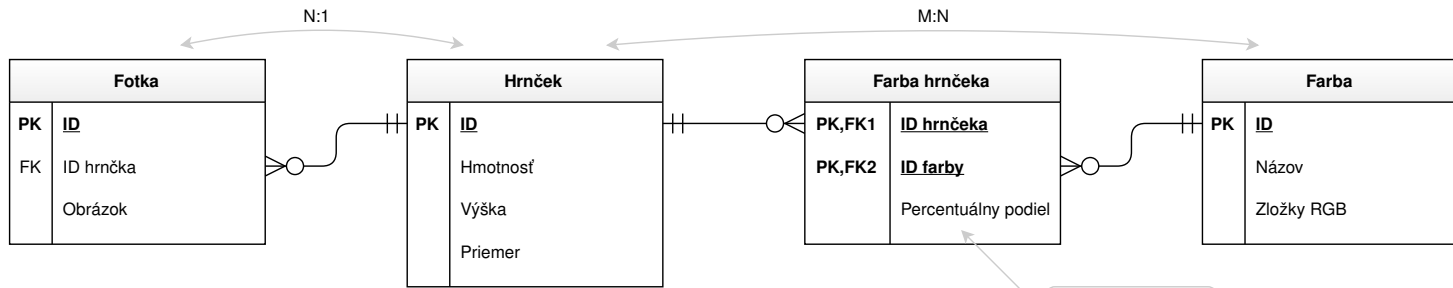 N:1
M:N
Fotka
PK ID
FK ID hrnčka
Obrázok
Hrnček
PK ID
Hmotnosť
Výška
Priemer
Farba hrnčeka
PK,FK1 ID hrnčeka
PK,FK2 ID farby
Percentuálny podiel
Farba
PK ID
Názov
Zložky RGB